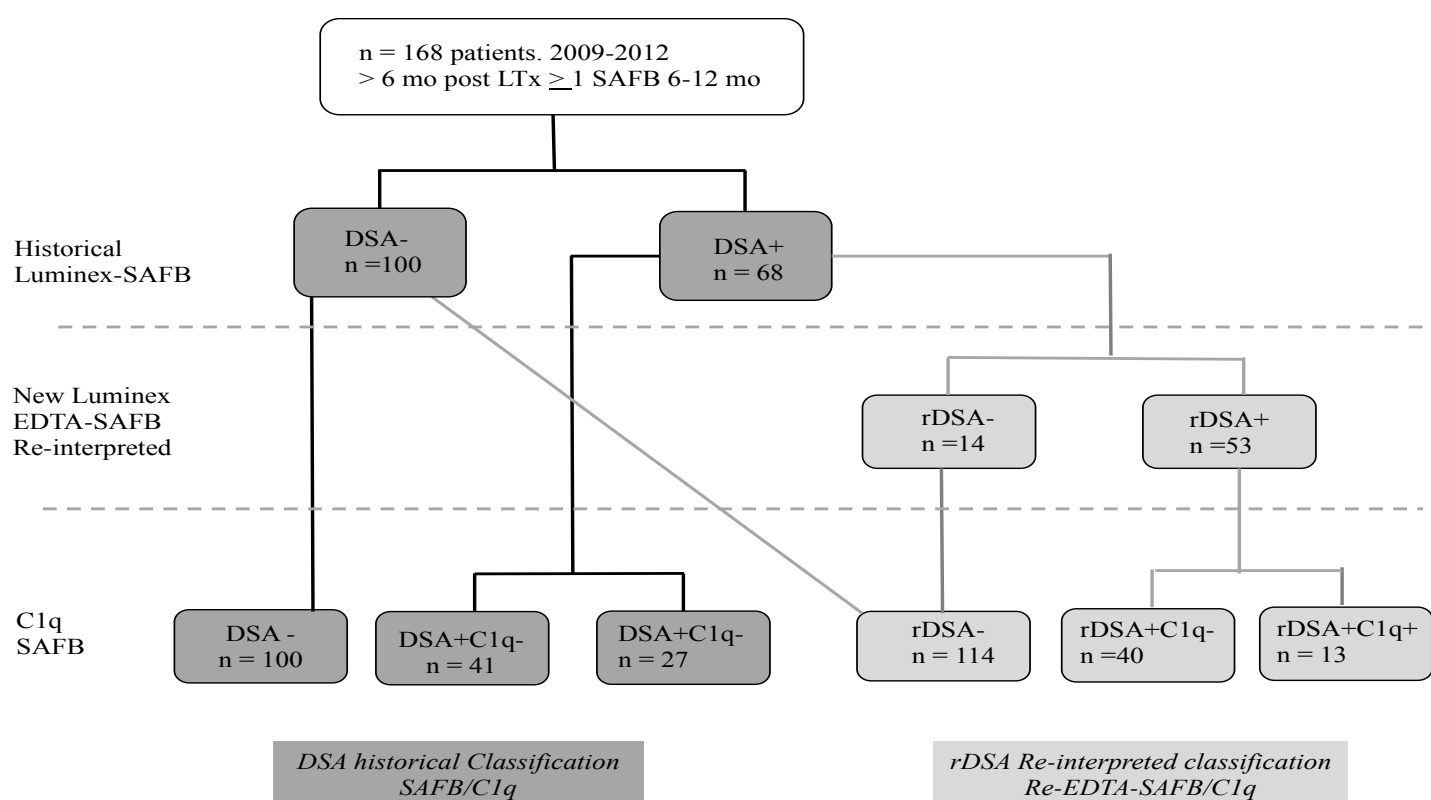 n = 168 patients. 2009-2012
> 6 mo post LTx ≥ 1 SAFB 6-12 mo
Historical
Luminex-SAFB
DSA-
n =100
DSA+
n = 68
New Luminex
EDTA-SAFB
Re-interpreted
rDSA-
n =14
rDSA+
n =53
C1q
SAFB
DSA -
n = 100
DSA+C1q-
n = 41
DSA+C1q-
n = 27
rDSA-
n = 114
rDSA+C1q-
n =40
rDSA+C1q+
n = 13
DSA historical Classification
SAFB/C1q
rDSA Re-interpreted classification
Re-EDTA-SAFB/C1q